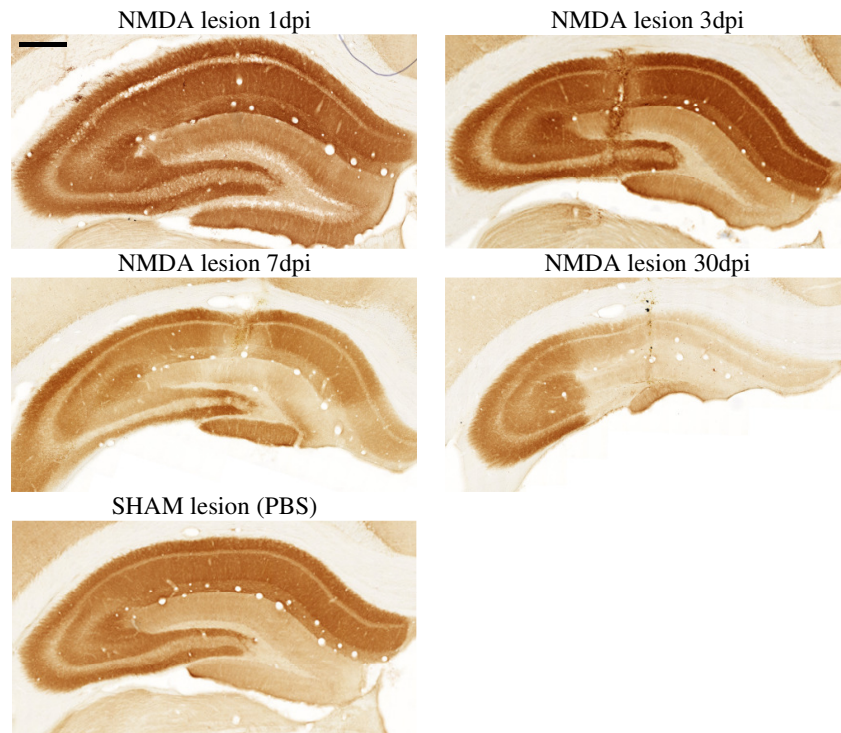 NMDA lesion 1dpi
NMDA lesion 3dpi
NMDA lesion 7dpi
NMDA lesion 30dpi
SHAM lesion (PBS)